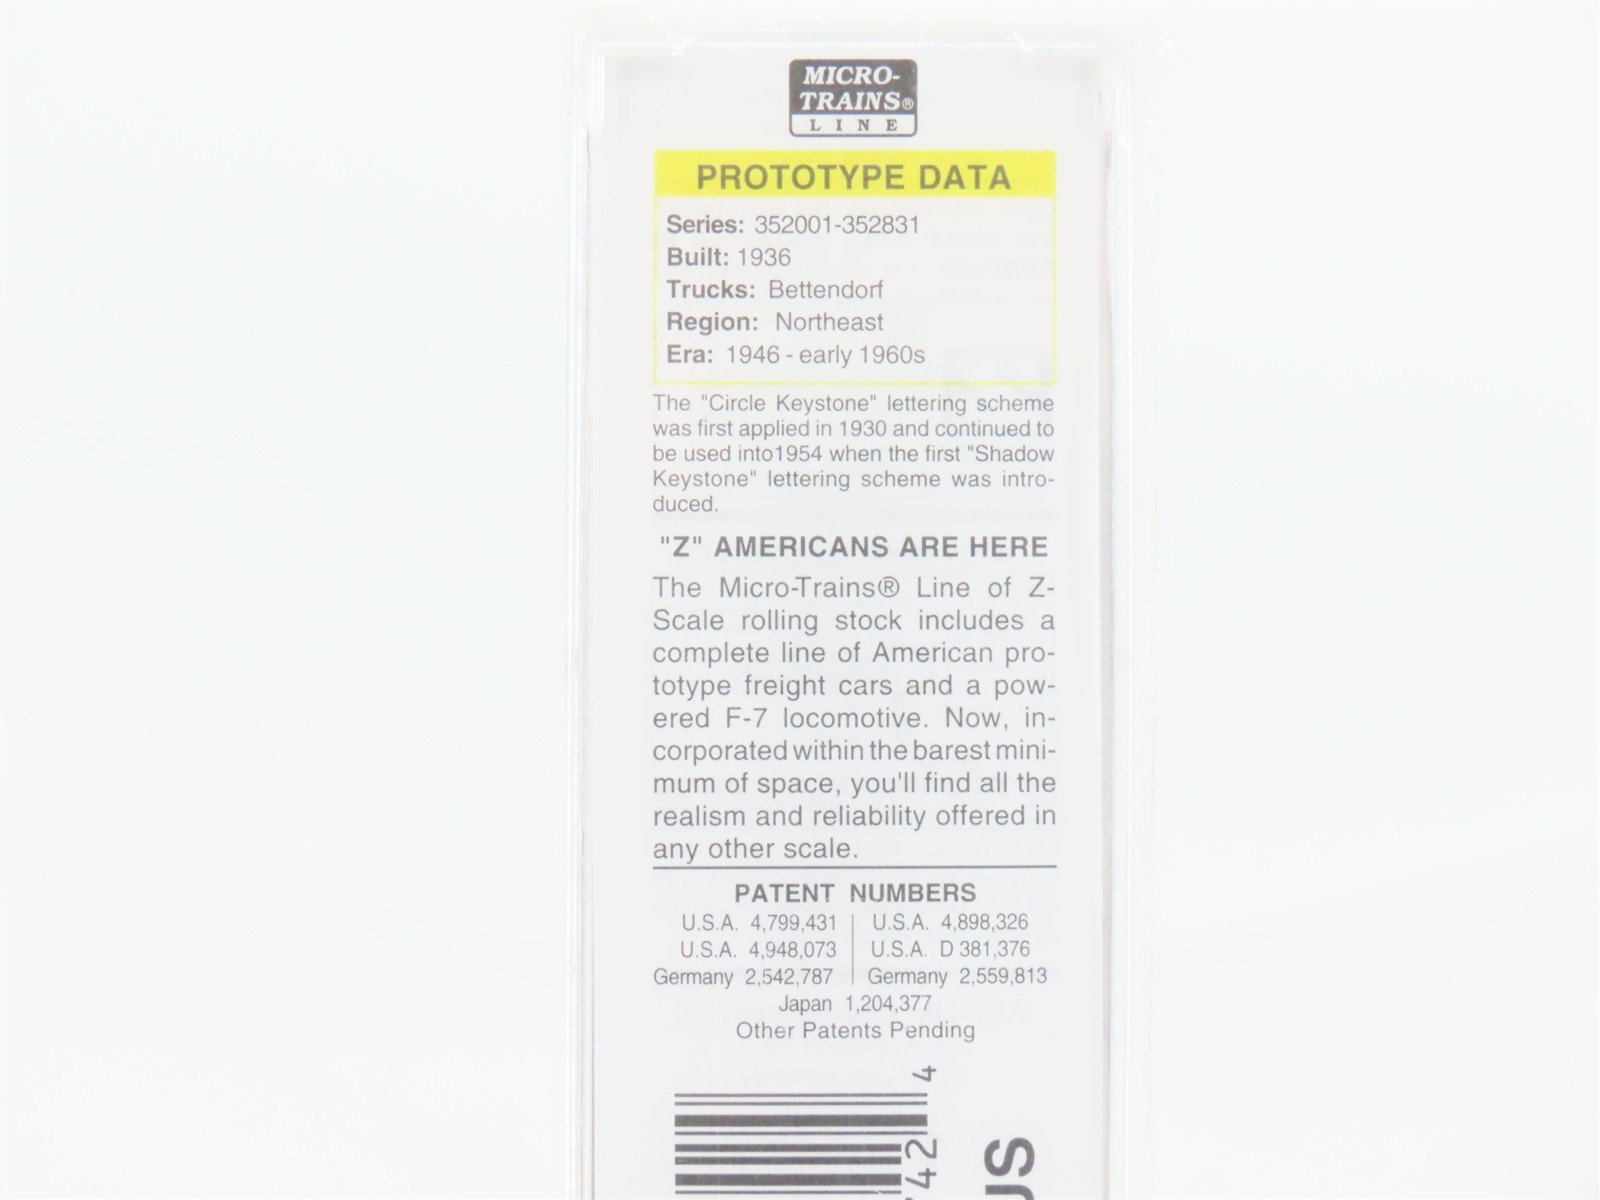 MICRO-
TRAINS®
LINE
PROTOTYPE DATA
Series: 352001-352831
Built: 1936
Trucks: Bettendorf
Region: Northeast
Era: 1946 - early 1960s
The "Circle Keystone" lettering scheme
was first applied in 1930 and continued to
be used into1954 when the first "Shadow
Keystone" lettering scheme was intro-
duced.
"Z" AMERICANS ARE HERE
The Micro-Trains® Line of Z-
Scale rolling stock includes a
complete line of American pro-
totype freight cars and a pow-
ered F-7 locomotive. Now, in-
corporated within the barest mini-
mum of space, you'll find all the
realism and reliability offered in
any other scale.
PATENT NUMBERS
U.S.A. 4,799,431 | U.S.A. 4,898,326
U.S.A. 4,948,073 | U.S.A. D 381,376
Germany 2,542,787 | Germany 2,559,813
Japan 1,204,377
Other Patents Pending
42 4
US